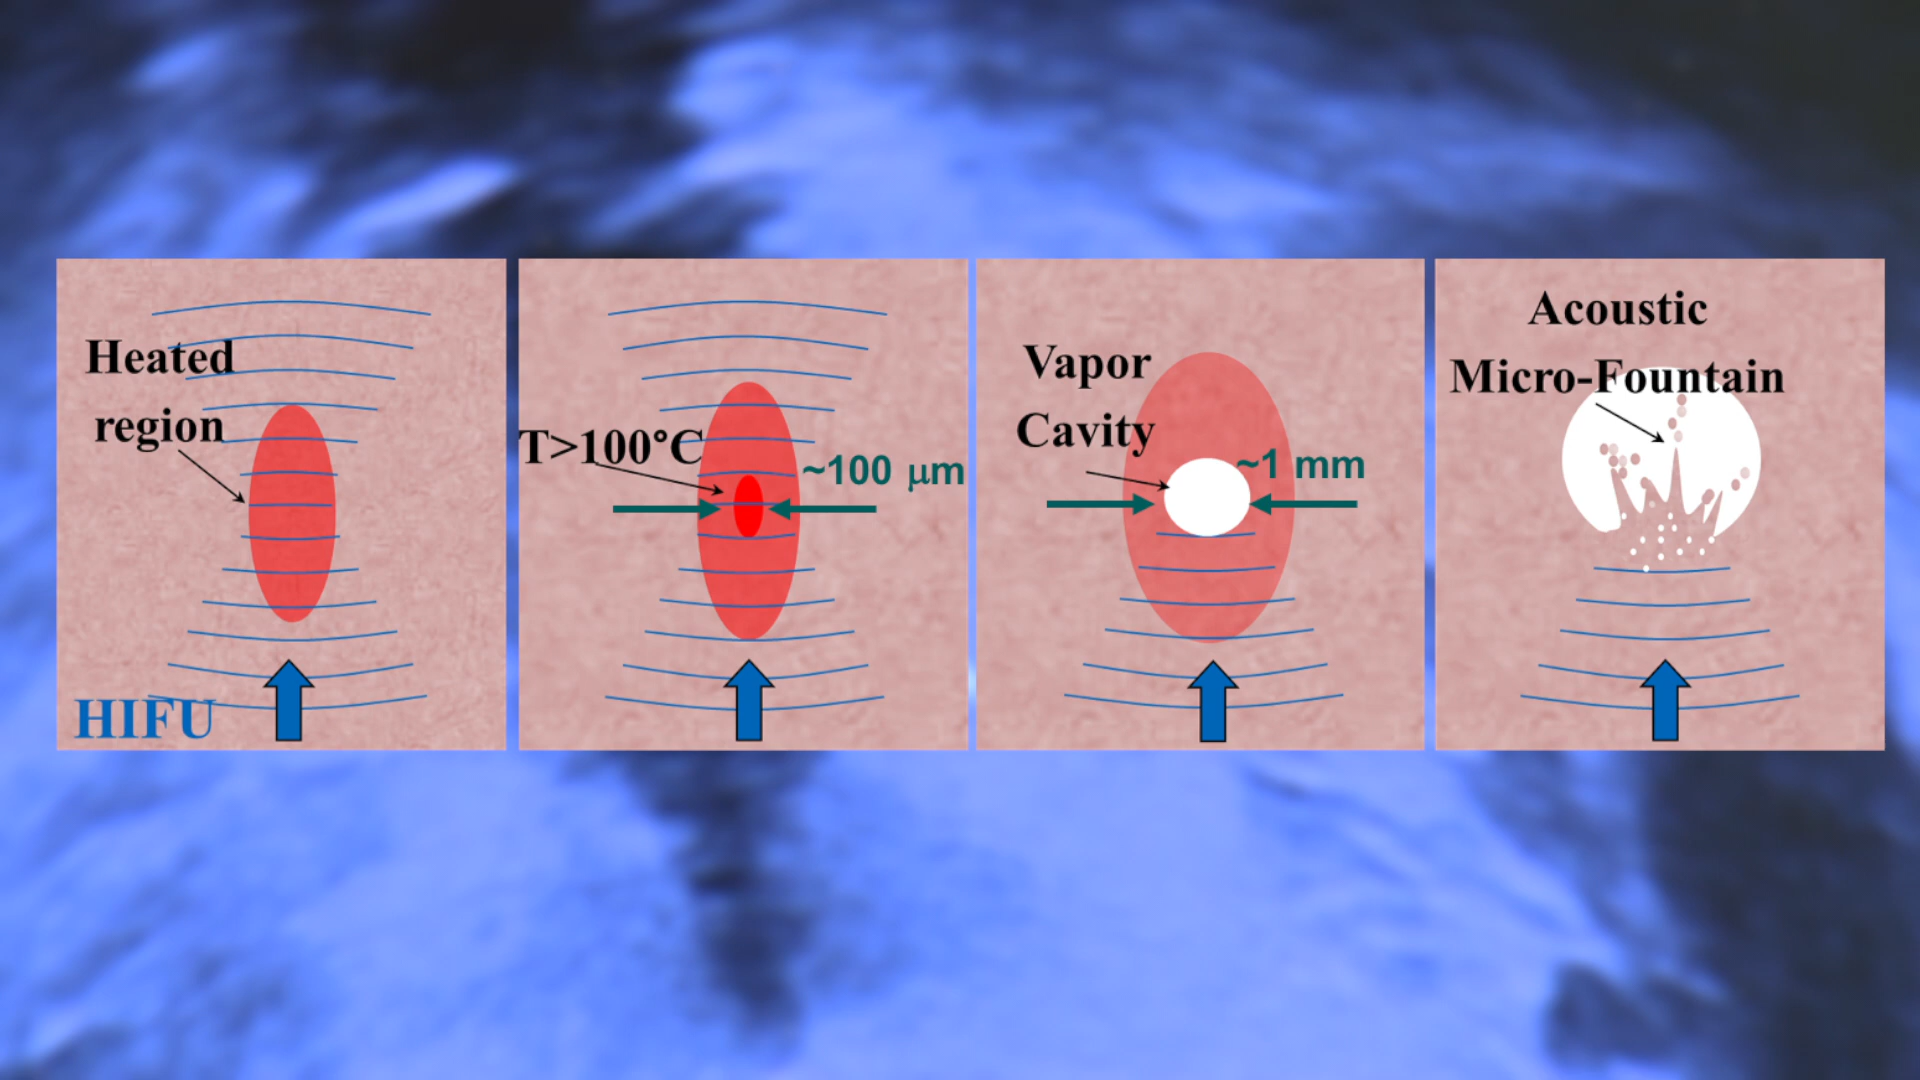 Heated
region
HIFU
T>100°C
~100 μm
Vapor
Cavity
~1 mm
Acoustic
Micro-Fountain